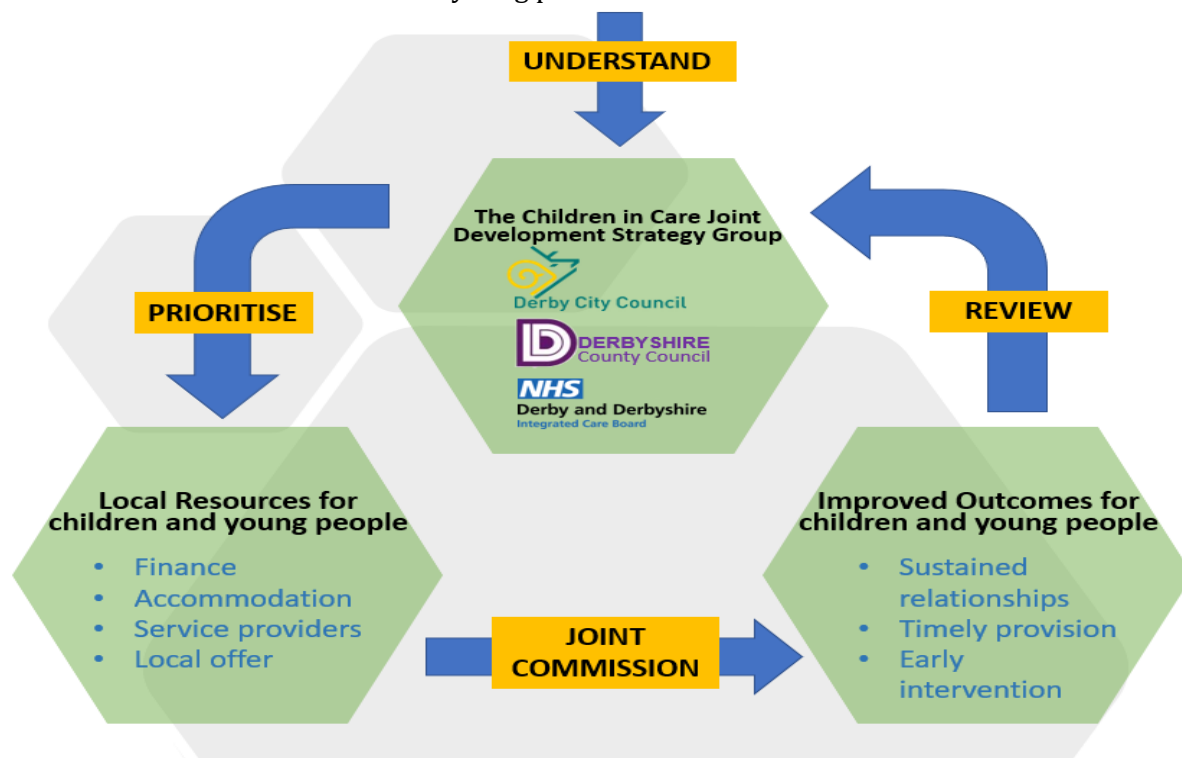 young p
UNDERSTAND
The Children in Care Joint
Development Strategy Group
Derby City Council
DERBYSHIRE
County Council
NHS
Derby and Derbyshire
Integrated Care Board
PRIORITISE
REVIEW
Local Resources for
children and young people
• Finance
• Accommodation
• Service providers
• Local offer
JOINT
COMMISSION
Improved Outcomes for
children and young people
• Sustained
relationships
• Timely provision
• Early
intervention